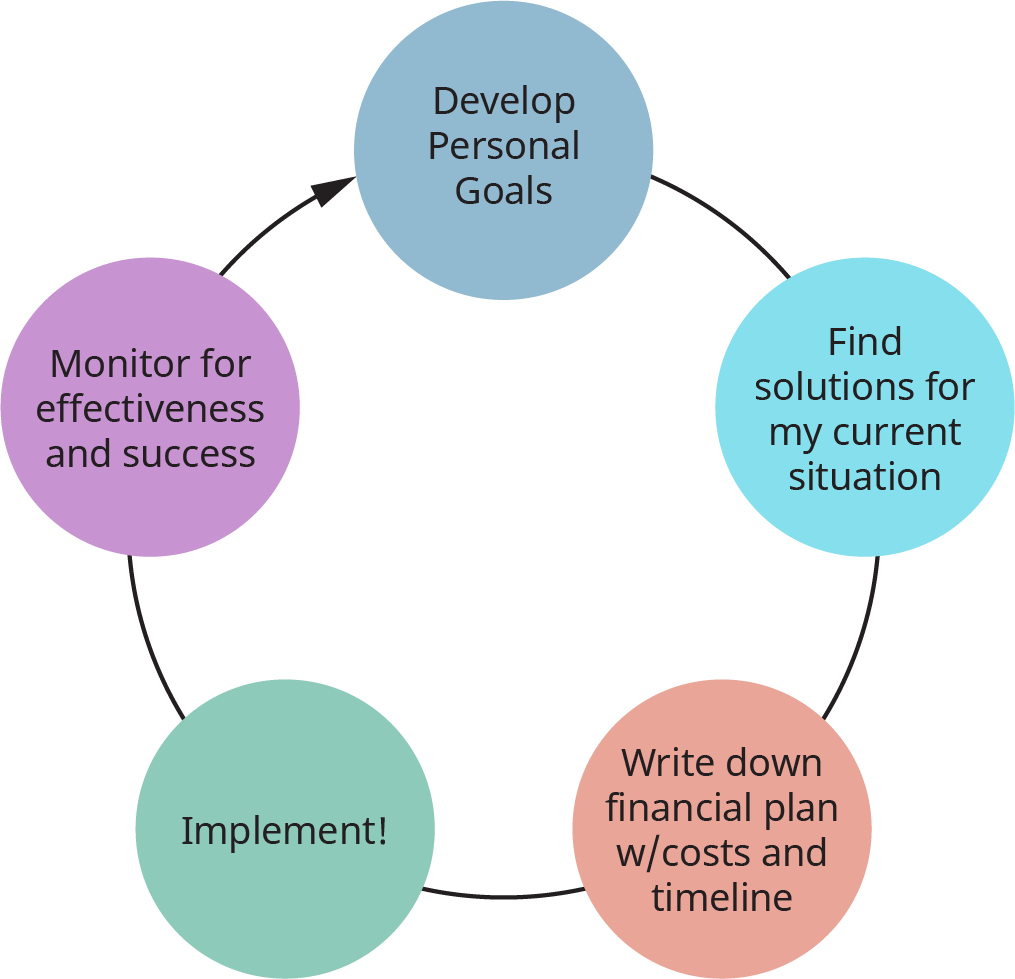 Develop
Personal
Goals
Find
solutions for
my current
situation
Write down
financial plan
w/costs and
timeline
Implement!
Monitor for
effectiveness
and success